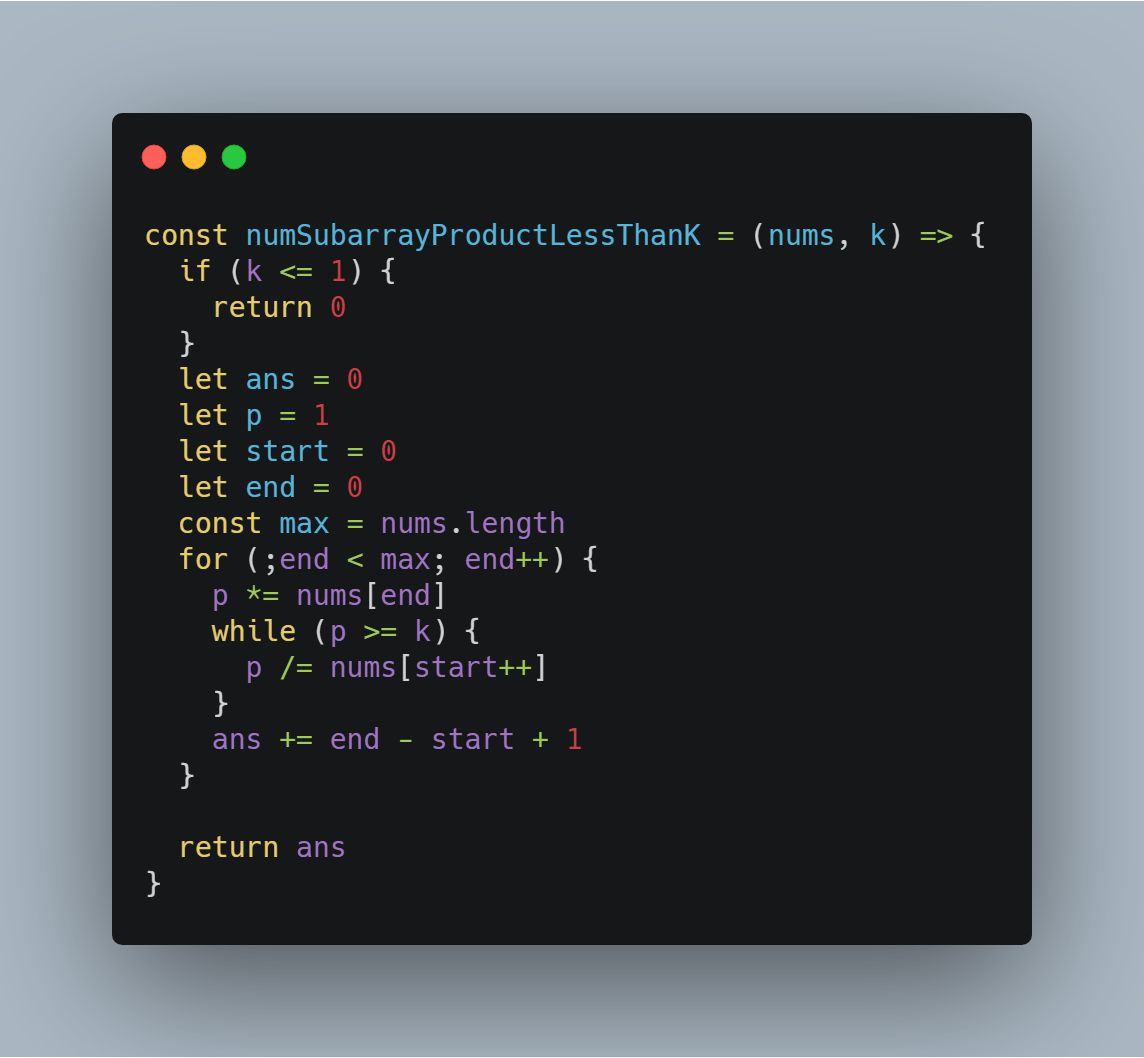 const numSubarrayProductLessThanK = (nums, k) => {
  if (k <= 1) {
    return 0
  }
  let ans = 0
  let p = 1
  let start = 0
  let end = 0
  const max = nums.length
  for (;end < max; end++) {
    p *= nums[end]
    while (p >= k) {
      p /= nums[start++]
    }
    ans += end - start + 1
  }

  return ans
}